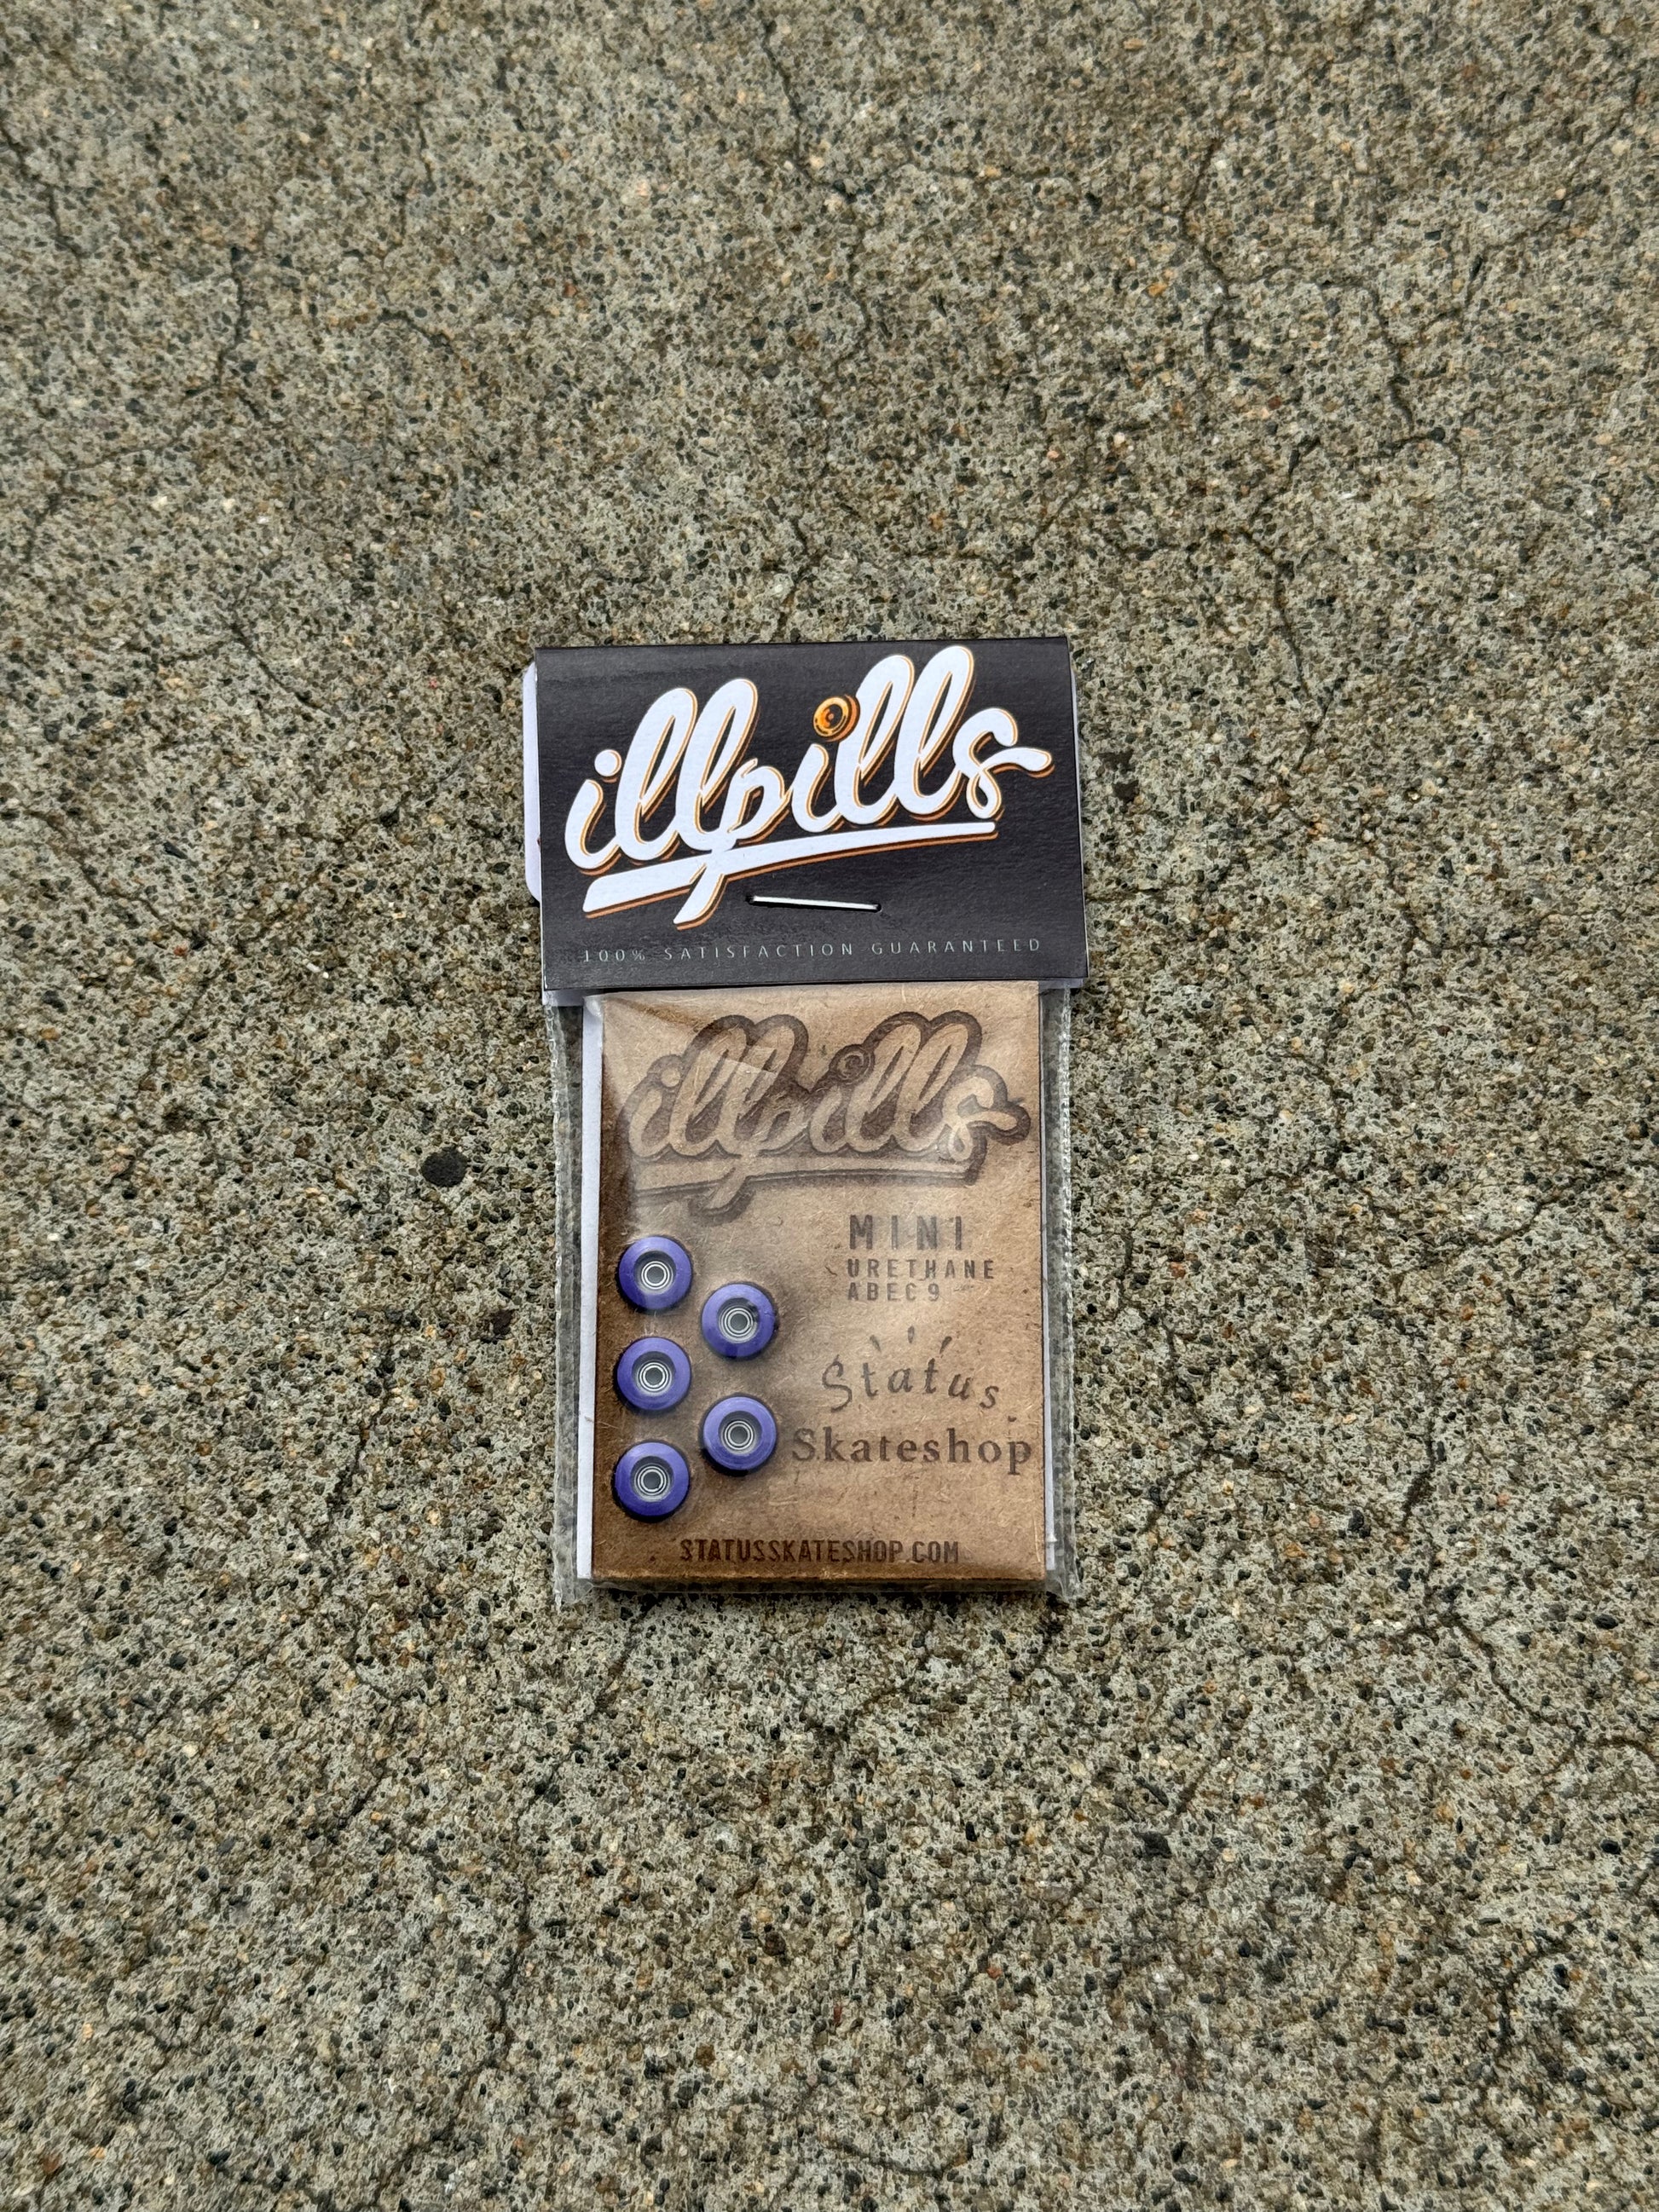 illpills
100% SATISFACTION GUARANTEED
illpills
MINI
URETHANE
ABEC 9
Status
Skateshop
STATUSSKATESHOP.COM